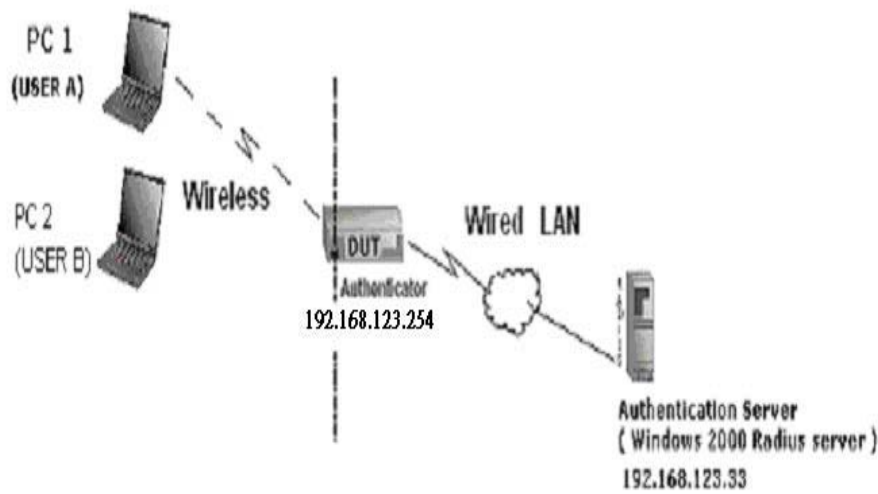 PC 1
(USER A)
Wireless
PC 2
(USER B)
DUT
Wired LAN
Authenticator
192.168.123.254
Authentication Server
( Windows 2000 Radius server )
192.168.123.33